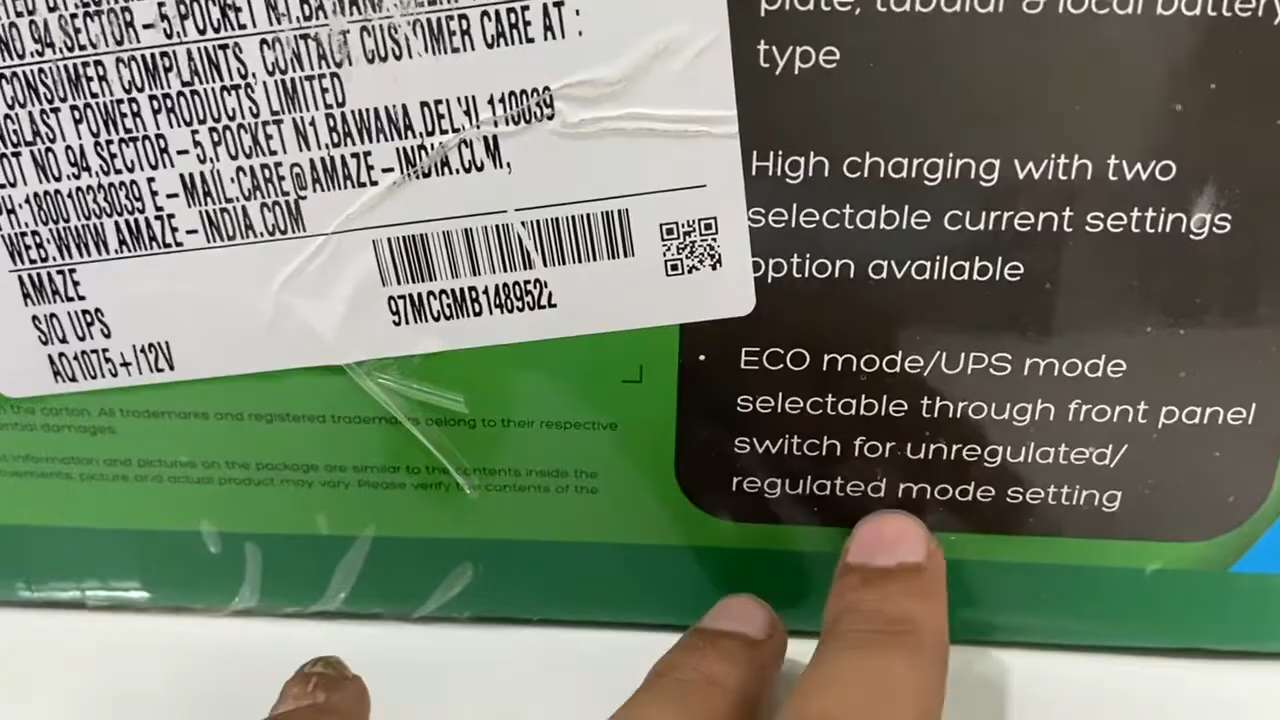 NO.94,SECTOR-5,POCKET N1,BAWANA,
CONSUMER COMPLAINTS, CONTACT CUSTOMER CARE AT :
POWER PRODUCTS LIMITED
NO.94,SECTOR-5,POCKET N1,BAWANA,DELHI 110039
PH:18001033039 E-MAIL:CARE@AMAZE-INDIA.COM,
WEB:WWW.AMAZE-INDIA.COM
97MCGMB1489522
AMAZE
S/Q UPS
AQ1075+/12V
the carton. All trademarks and registered trademarks belong to their respective
damages.
information and pictures on the package are similar to the contents inside the
picture and actual product may vary. Please verify the contents of the
plate, tubular & local battery
type
High charging with two
selectable current settings
option available
• ECO mode/UPS mode
selectable through front panel
switch for unregulated/
regulated mode setting